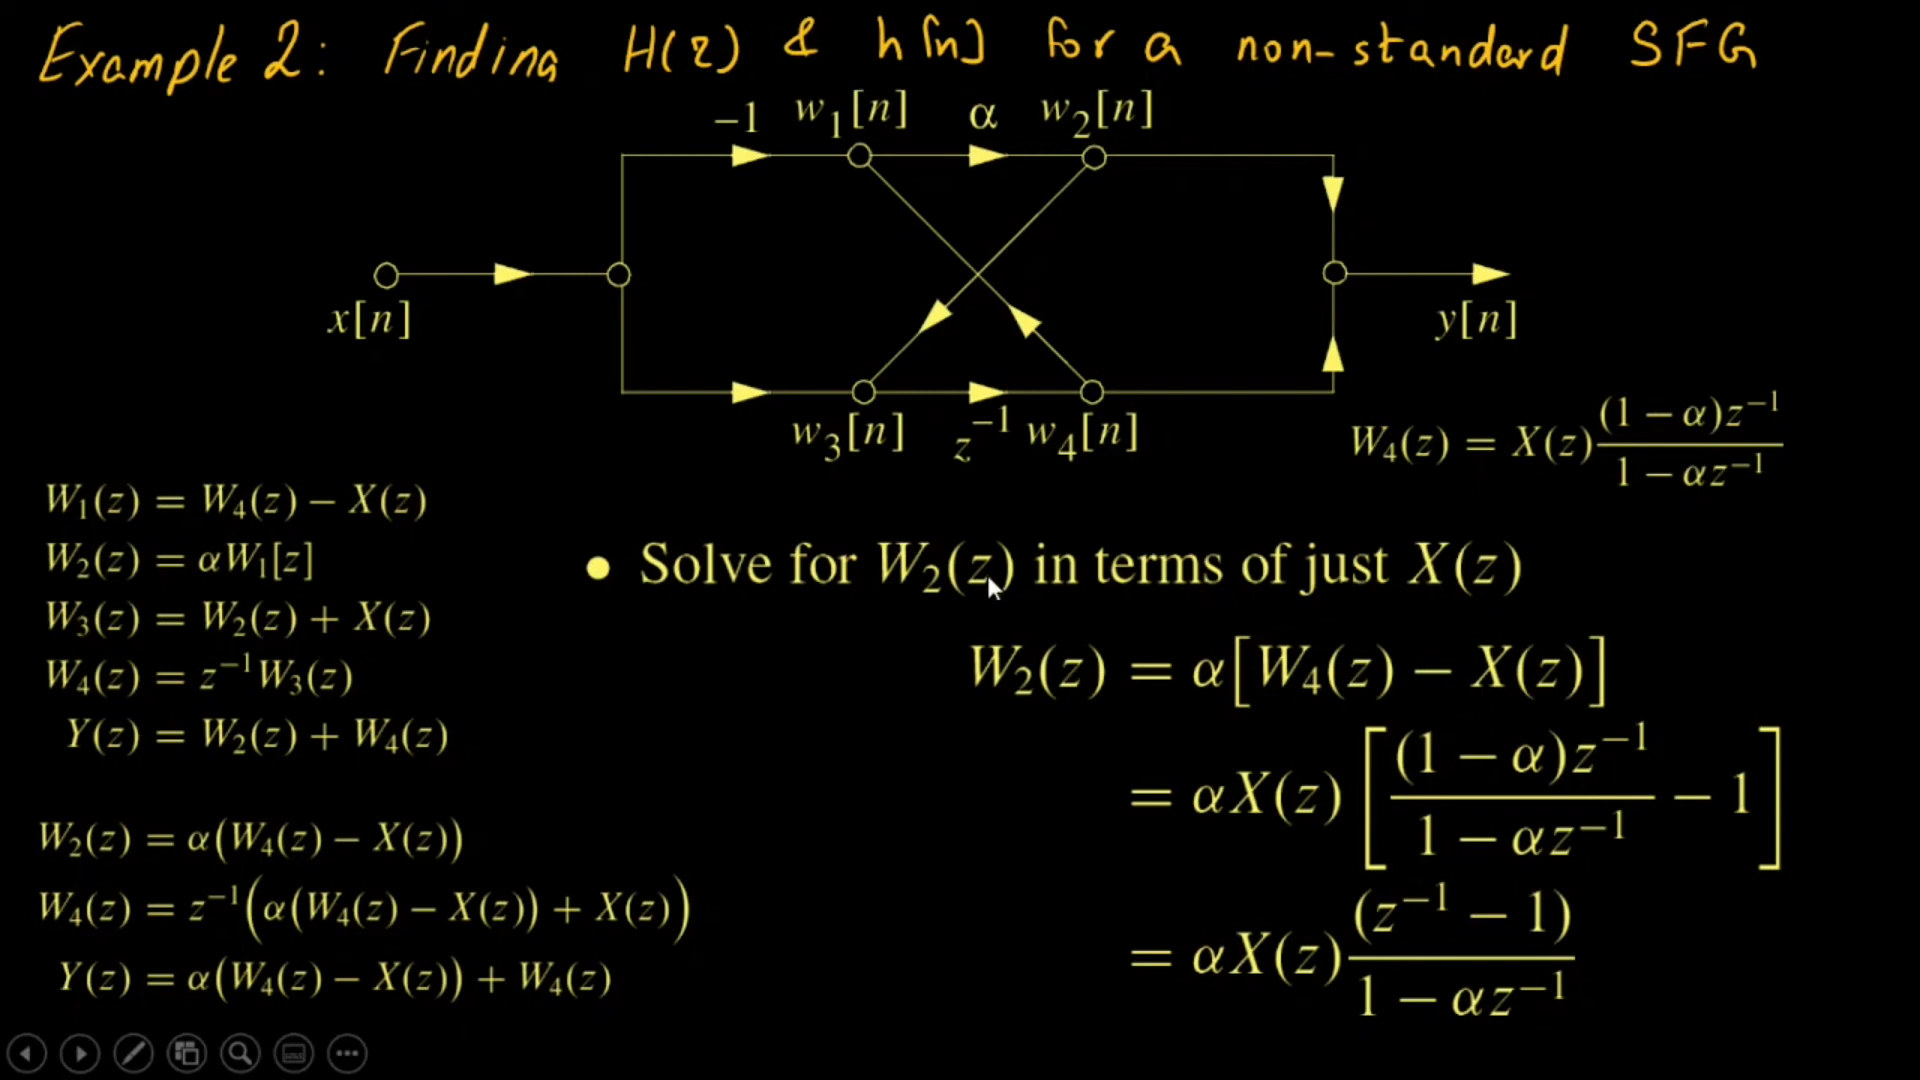 Example 2: Finding H(z) & h[n] for a non-standard SFG
−1 w₁[n] α w₂[n]
x[n] y[n]
w₃[n] z⁻¹ w₄[n]
W₄(z) = X(z) (1 − α)z⁻¹ / 1 − αz⁻¹
W₁(z) = W₄(z) − X(z)
W₂(z) = αW₁[z]
W₃(z) = W₂(z) + X(z)
W₄(z) = z⁻¹W₃(z)
Y(z) = W₂(z) + W₄(z)
W₂(z) = α(W₄(z) − X(z))
W₄(z) = z⁻¹(α(W₄(z) − X(z)) + X(z))
Y(z) = α(W₄(z) − X(z)) + W₄(z)
• Solve for W₂(z) in terms of just X(z)
W₂(z) = α[W₄(z) − X(z)]
= αX(z) [(1 − α)z⁻¹ / 1 − αz⁻¹ − 1]
= αX(z) (z⁻¹ − 1) / 1 − αz⁻¹